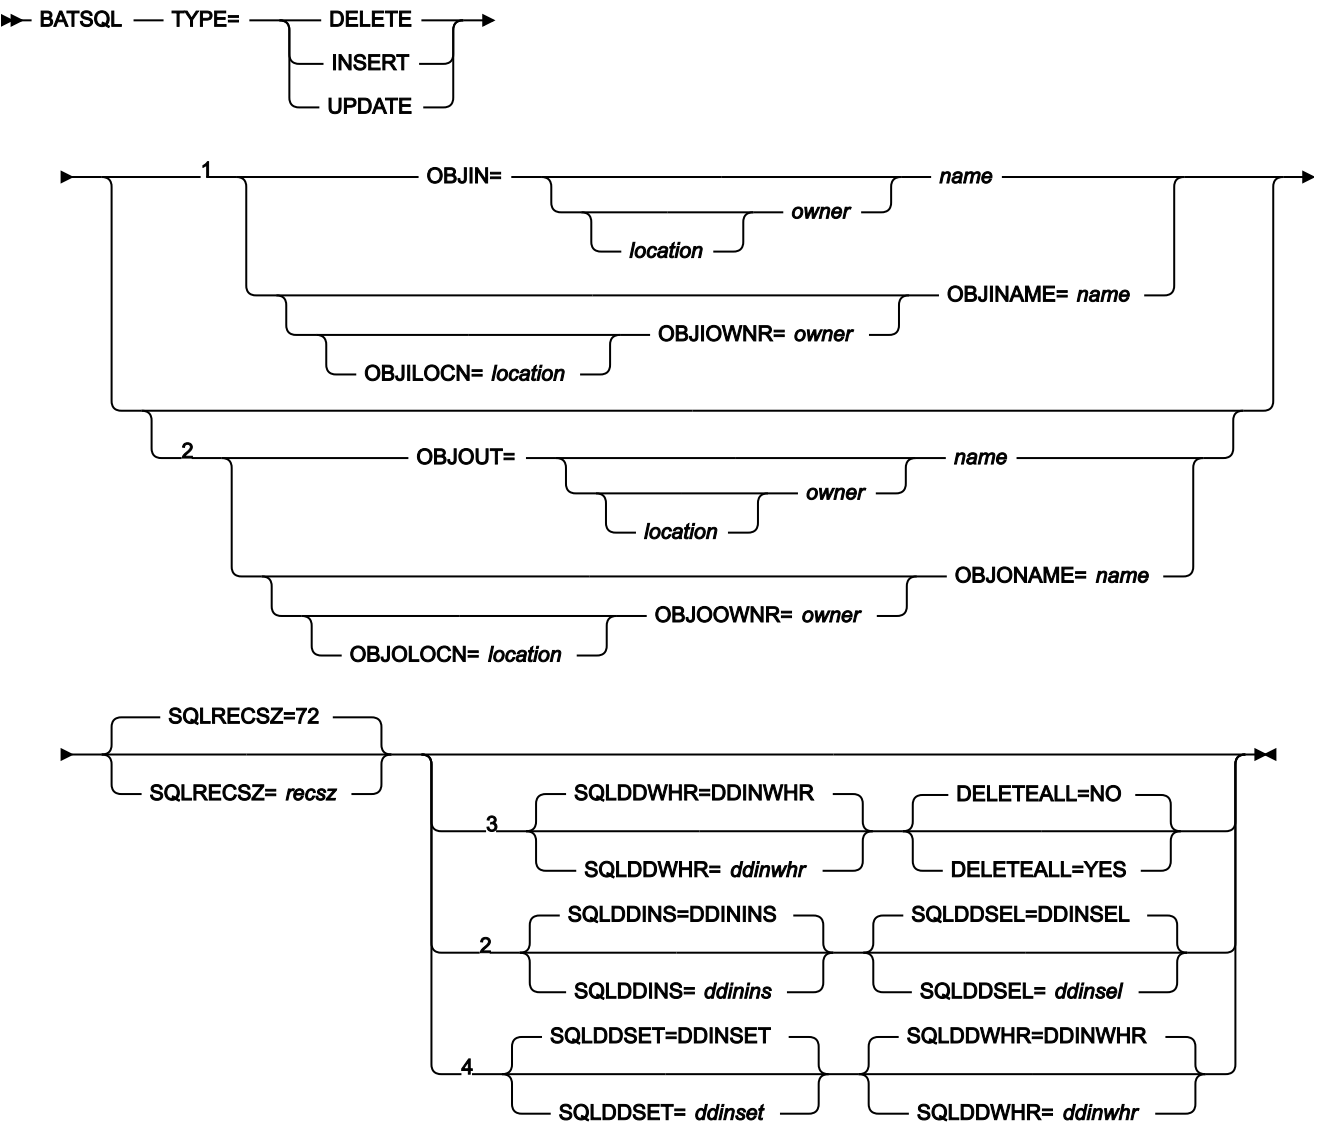 BATSQL TYPE= DELETE
INSERT
UPDATE
1 OBJIN= name
owner
location
OBJINAME= name
OBJIOWNR= owner
OBJILOCN= location
2 OBJOUT= name
owner
location
OBJONAME= name
OBJOOWNR= owner
OBJOLOCN= location
SQLRECSZ=72
SQLRECSZ= recsz
SQLDDWHR=DDINWHR DELETEALL=NO
3
SQLDDWHR= ddinwhr DELETEALL=YES
SQLDDINS=DDININS SQLDDSEL=DDINSEL
2
SQLDDINS= ddinins SQLDDSEL= ddinsel
SQLDDSET=DDINSET SQLDDWHR=DDINWHR
4
SQLDDSET= ddinset SQLDDWHR= ddinwhr